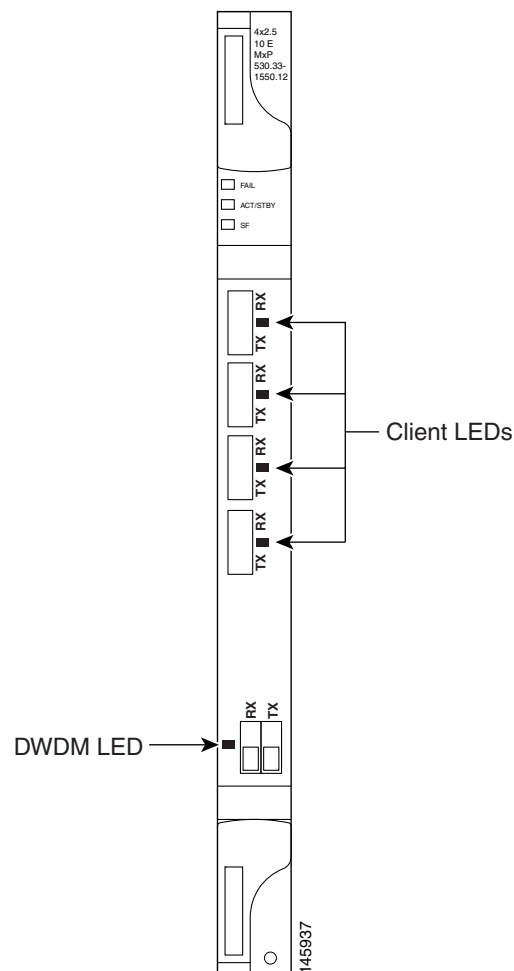 4x2.5
10 E
MxP
530.33-
1550.12
FAIL
ACT/STBY
SF
RX
TX
RX
TX
RX
TX
RX
TX
Client LEDs
RX
TX
DWDM LED
145937